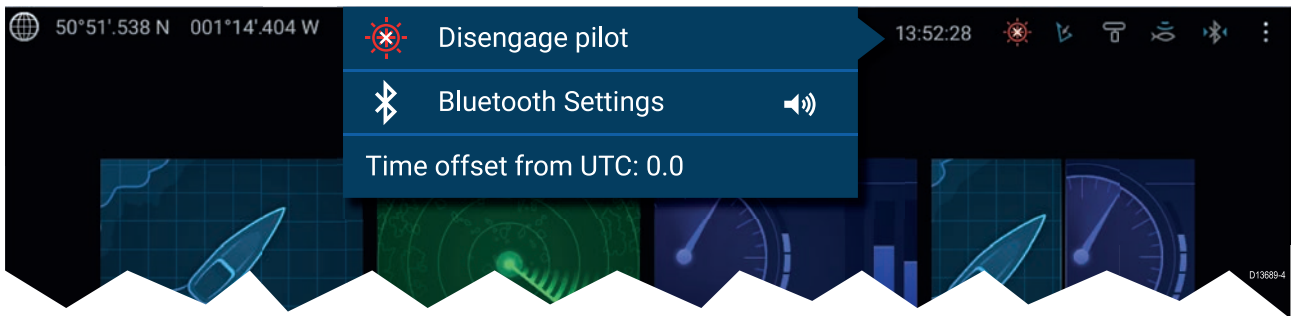 50°51'.538 N 001°14'.404 W
Disengage pilot
13:52:28
Bluetooth Settings
Time offset from UTC: 0.0
D13689-4